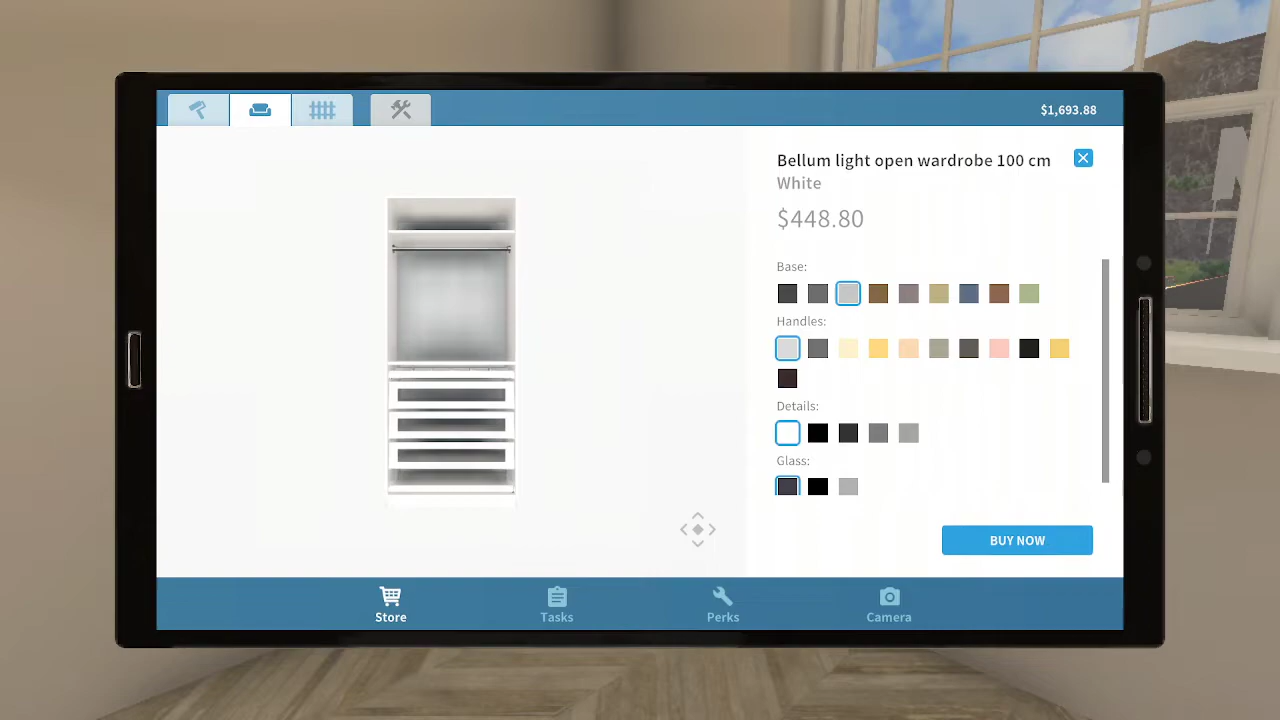 $1,693.88
Bellum light open wardrobe 100 cm
White
$448.80
Base:
Handles:
Details:
Glass:
BUY NOW
Store
Tasks
Perks
Camera